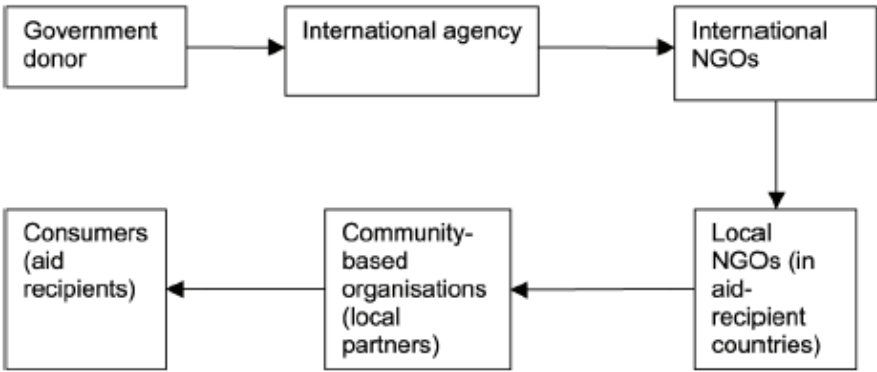 Government
donor
International agency
International
NGOs
Consumers
(aid
recipients)
Community-
based
organisations
(local
partners)
Local
NGOs (in
aid-
recipient
countries)